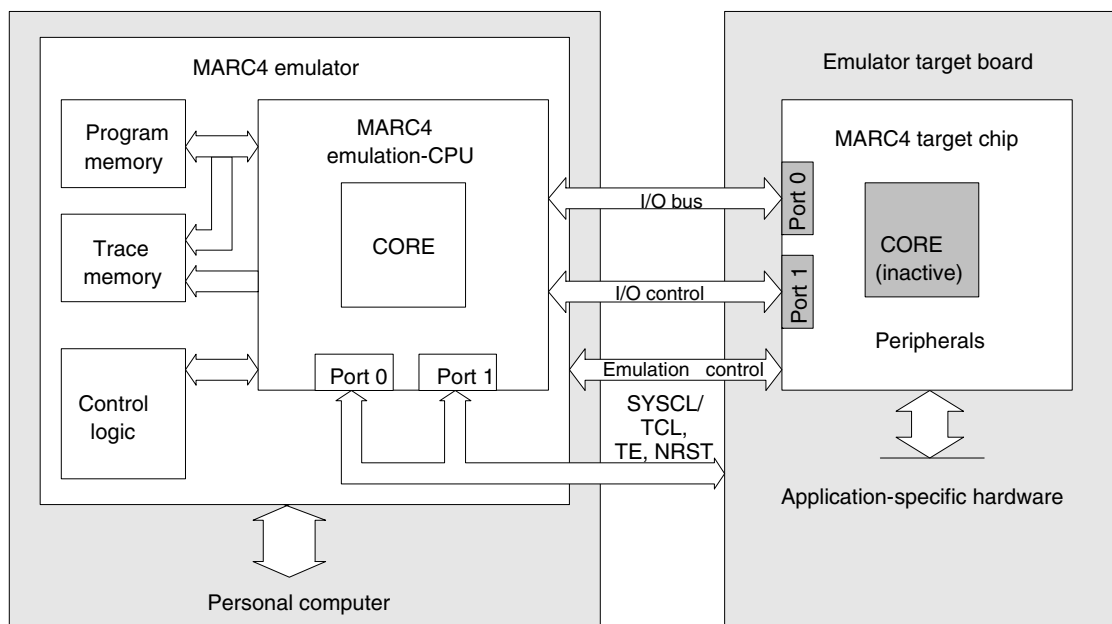 MARC4 emulator
Program
memory
Trace
memory
Control
logic
MARC4
emulation-CPU
CORE
Port 0
Port 1
Personal computer
I/O bus
I/O control
Emulation control
SYSCL/
TCL,
TE, NRST
Emulator target board
MARC4 target chip
Port 0
Port 1
CORE
(inactive)
Peripherals
Application-specific hardware